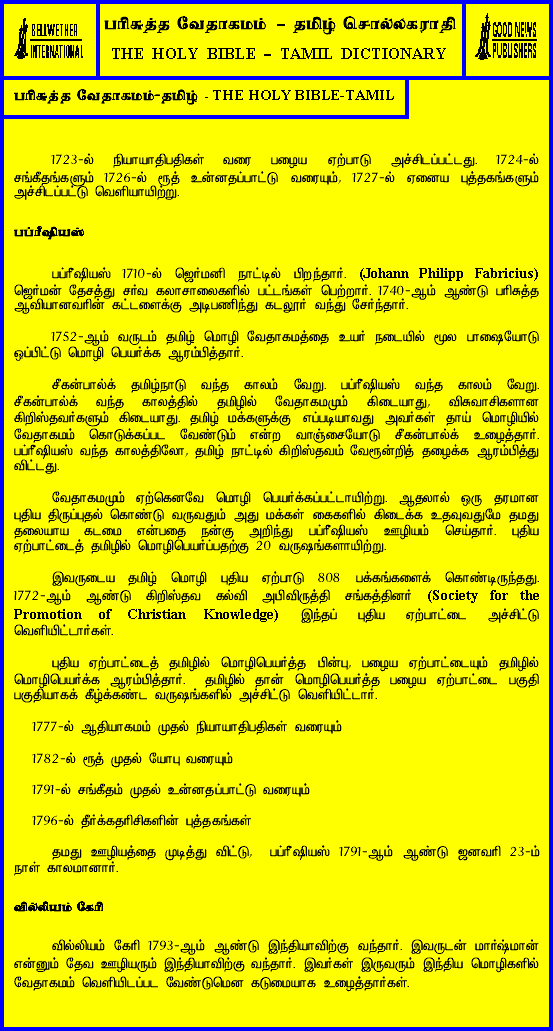 BELLWETHER
INTERNATIONAL
பரிசுத்த வேதாகமம் – தமிழ் சொல்லகராதி
THE HOLY BIBLE – TAMIL DICTIONARY
GOOD NEWS
PUBLISHERS
பரிசுத்த வேதாகமம்-தமிழ் - THE HOLY BIBLE-TAMIL
1723-ல் நியாயாதிபதிகள் வரை பழைய ஏற்பாடு அச்சிடப்பட்டது. 1724-ல்
சங்கீதங்களும் 1726-ல் ரூத் உன்னதப்பாட்டு வரையும், 1727-ல் ஏனைய புத்தகங்களும்
அச்சிடப்பட்டு வெளியாயிற்று.
பப்ரீஷியஸ்
பப்ரீஷியஸ் 1710-ல் ஜெர்மனி நாட்டில் பிறந்தார். (Johann Philipp Fabricius)
ஜெர்மன் தேசத்து சர்வ கலாசாலைகளில் பட்டங்கள் பெற்றார். 1740-ஆம் ஆண்டு பரிசுத்த
ஆவியானவரின் கட்டளைக்கு அடிபணிந்து கடலூர் வந்து சேர்ந்தார்.
1752-ஆம் வருடம் தமிழ் மொழி வேதாகமத்தை உயர் நடையில் மூல பாஷையோடு
ஒப்பிட்டு மொழி பெயர்க்க ஆரம்பித்தார்.
சீகன்பால்க் தமிழ்நாடு வந்த காலம் வேறு. பப்ரீஷியஸ் வந்த காலம் வேறு.
சீகன்பால்க் வந்த காலத்தில் தமிழில் வேதாகமமும் கிடையாது, விசுவாசிகளான
கிறிஸ்தவர்களும் கிடையாது. தமிழ் மக்களுக்கு எப்படியாவது அவர்கள் தாய் மொழியில்
வேதாகமம் கொடுக்கப்பட வேண்டும் என்ற வாஞ்சையோடு சீகன்பால்க் உழைத்தார்.
பப்ரீஷியஸ் வந்த காலத்திலோ, தமிழ் நாட்டில் கிறிஸ்தவம் வேரூன்றித் தழைக்க ஆரம்பித்து
விட்டது.
வேதாகமமும் ஏற்கெனவே மொழி பெயர்க்கப்பட்டாயிற்று. ஆதலால் ஒரு தரமான
புதிய திருப்புதல் கொண்டு வருவதும் அது மக்கள் கைகளில் கிடைக்க உதவுவதுமே தமது
தலையாய கடமை என்பதை நன்கு அறிந்து பப்ரீஷியஸ் ஊழியம் செய்தார். புதிய
ஏற்பாட்டைத் தமிழில் மொழிபெயர்ப்பதற்கு 20 வருஷங்களாயிற்று.
இவருடைய தமிழ் மொழி புதிய ஏற்பாடு 808 பக்கங்களைக் கொண்டிருந்தது.
1772-ஆம் ஆண்டு கிறிஸ்தவ கல்வி அபிவிருத்தி சங்கத்தினர் (Society for the
Promotion of Christian Knowledge) இந்தப் புதிய ஏற்பாட்டை அச்சிட்டு
வெளியிட்டார்கள்.
புதிய ஏற்பாட்டைத் தமிழில் மொழிபெயர்த்த பின்பு, பழைய ஏற்பாட்டையும் தமிழில்
மொழிபெயர்க்க ஆரம்பித்தார். தமிழில் தான் மொழிபெயர்த்த பழைய ஏற்பாட்டை பகுதி
பகுதியாகக் கீழ்க்கண்ட வருஷங்களில் அச்சிட்டு வெளியிட்டார்.
1777-ல் ஆதியாகமம் முதல் நியாயாதிபதிகள் வரையும்
1782-ல் ரூத் முதல் யோபு வரையும்
1791-ல் சங்கீதம் முதல் உன்னதப்பாட்டு வரையும்
1796-ல் தீர்க்கதரிசிகளின் புத்தகங்கள்
தமது ஊழியத்தை முடித்து விட்டு, பப்ரீஷியஸ் 1791-ஆம் ஆண்டு ஜனவரி 23-ம்
நாள் காலமானார்.
வில்லியம் கேரி
வில்லியம் கேரி 1793-ஆம் ஆண்டு இந்தியாவிற்கு வந்தார். இவருடன் மார்ஷ்மான்
என்னும் தேவ ஊழியரும் இந்தியாவிற்கு வந்தார். இவர்கள் இருவரும் இந்திய மொழிகளில்
வேதாகமம் வெளியிடப்பட வேண்டுமென கடுமையாக உழைத்தார்கள்.